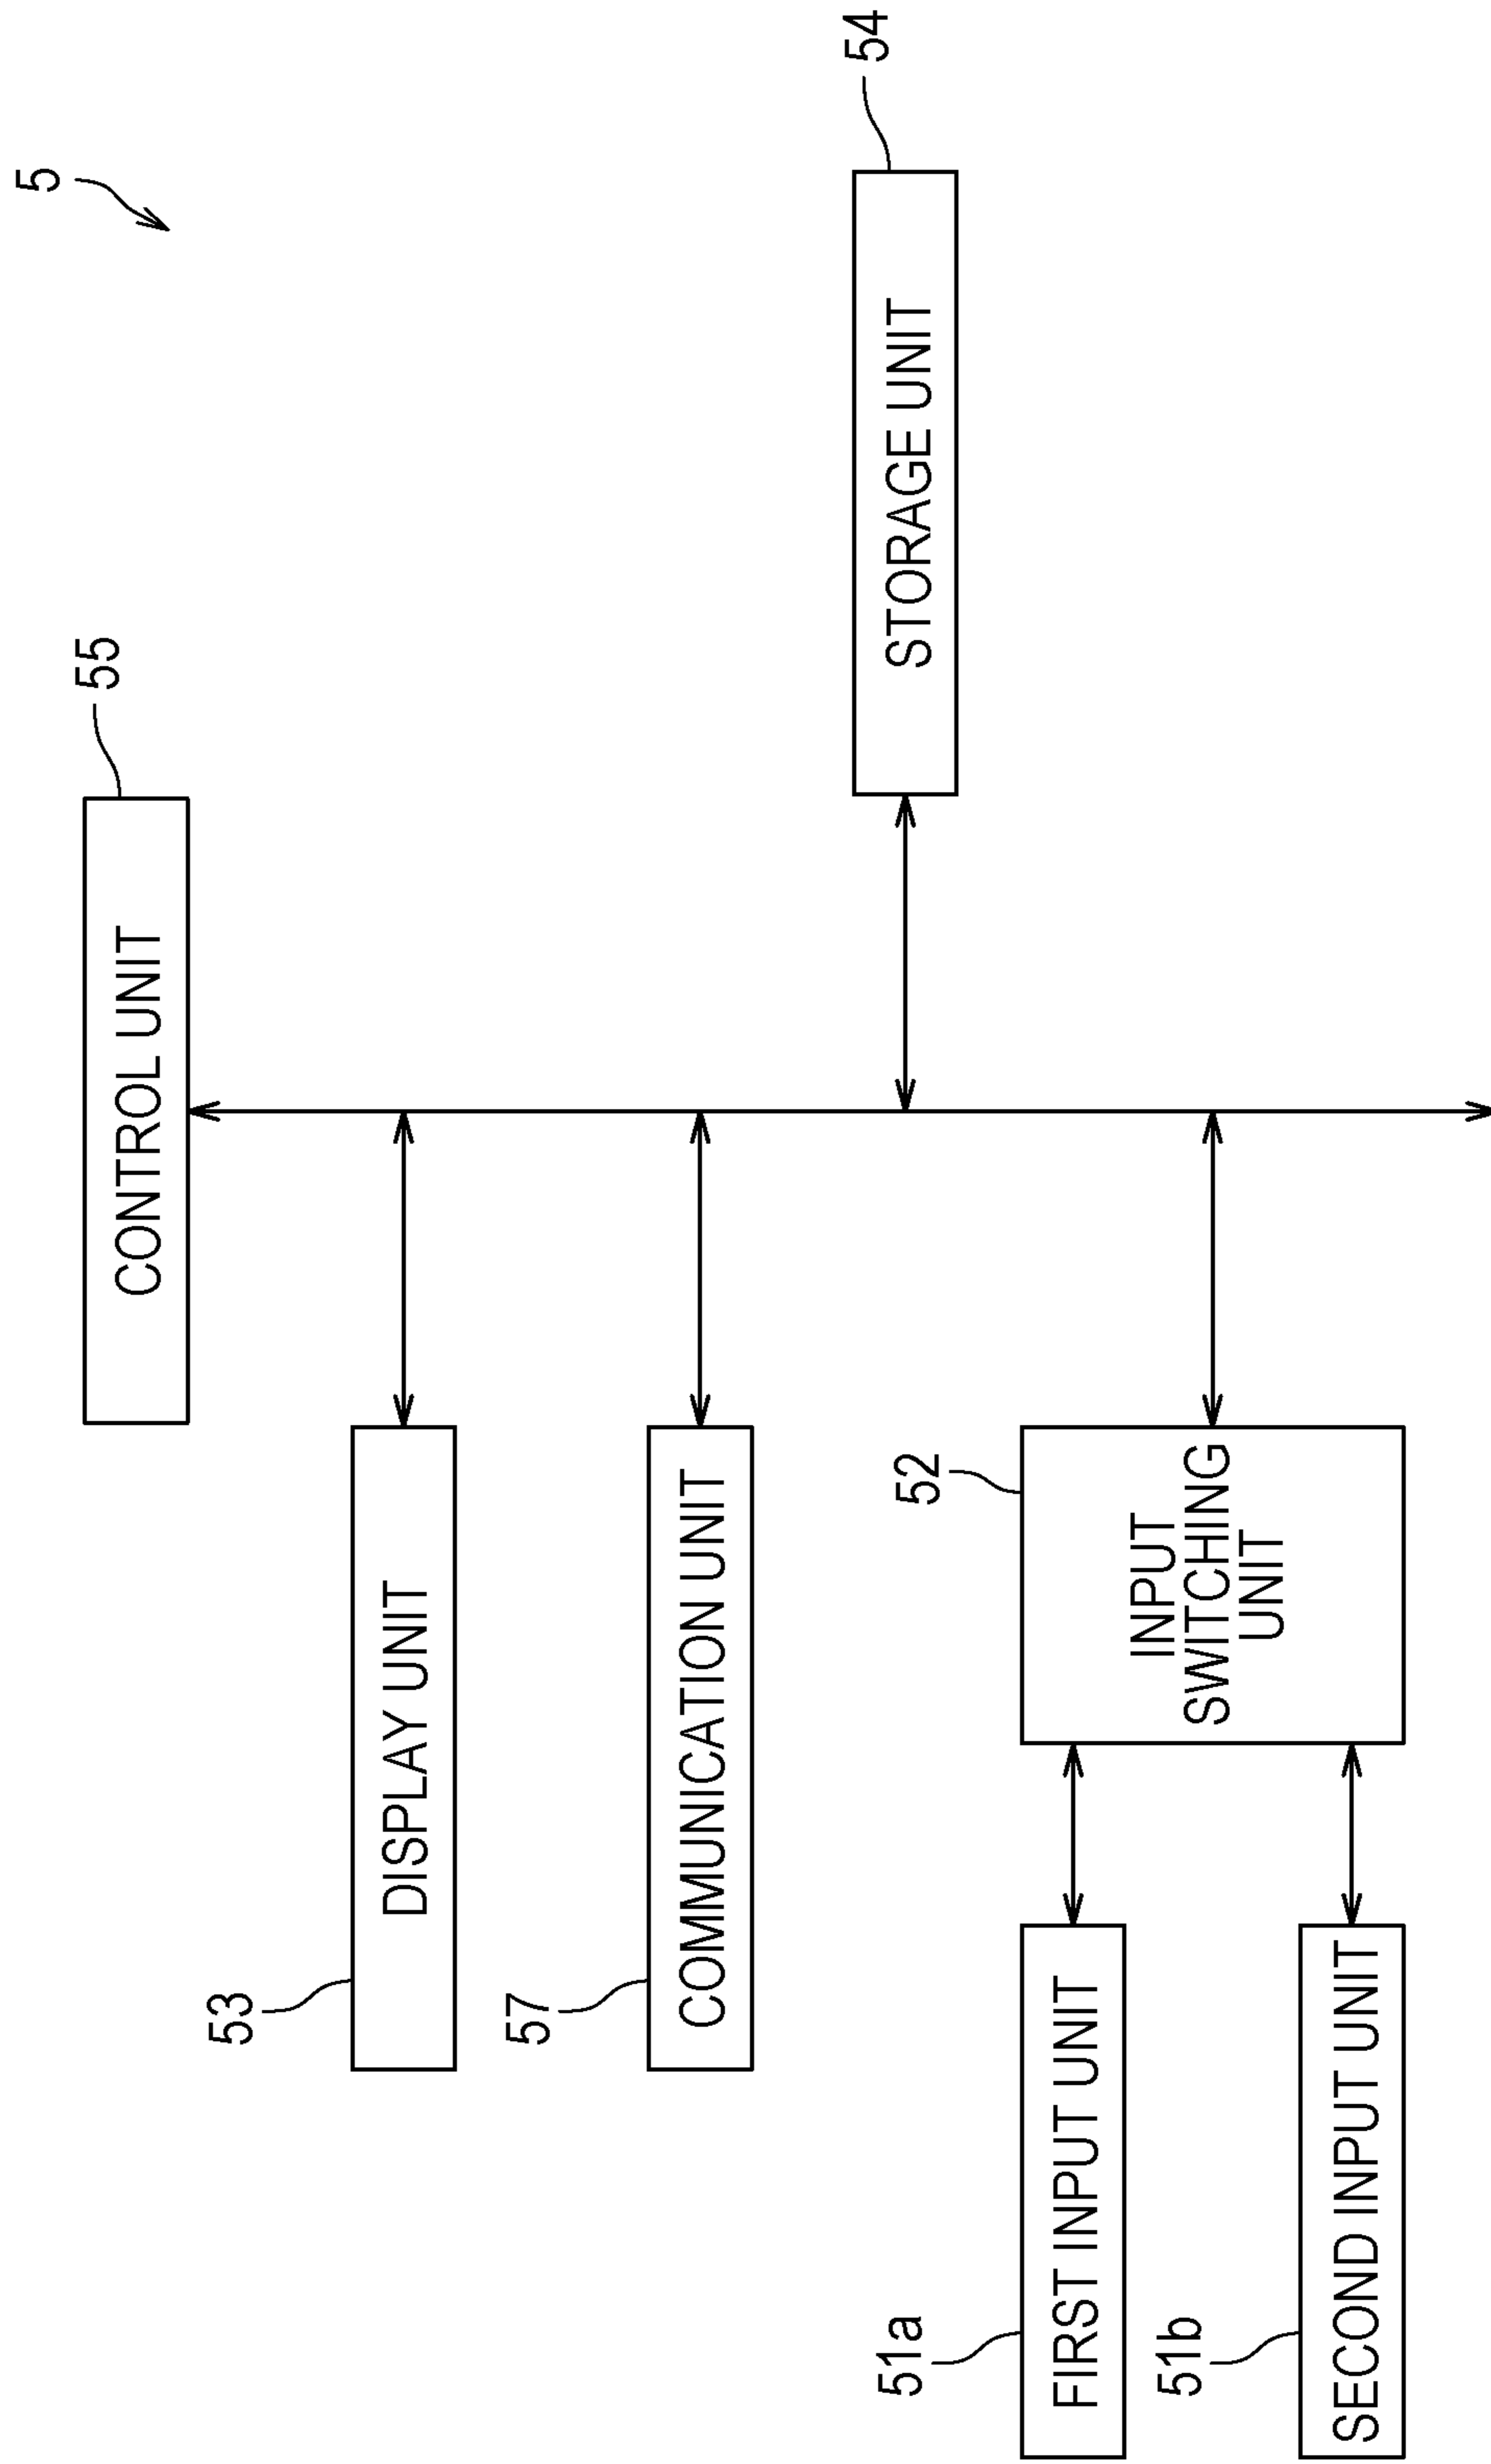 5
55
CONTROL UNIT
53
DISPLAY UNIT
57
COMMUNICATION UNIT
54
STORAGE UNIT
52
INPUT
SWITCHING
UNIT
51a
FIRST INPUT UNIT
51b
SECOND INPUT UNIT